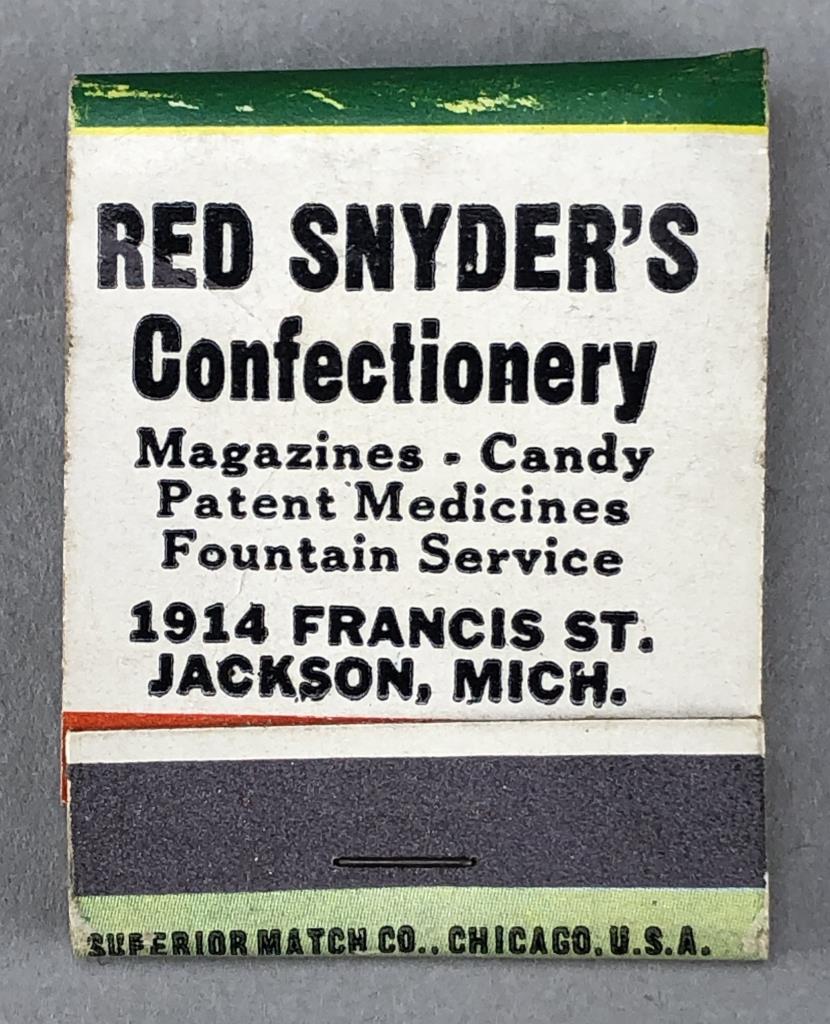 RED SNYDER'S
Confectionery
Magazines - Candy
Patent Medicines
Fountain Service
1914 FRANCIS ST.
JACKSON, MICH.
SUPERIOR MATCH CO., CHICAGO, U.S.A.